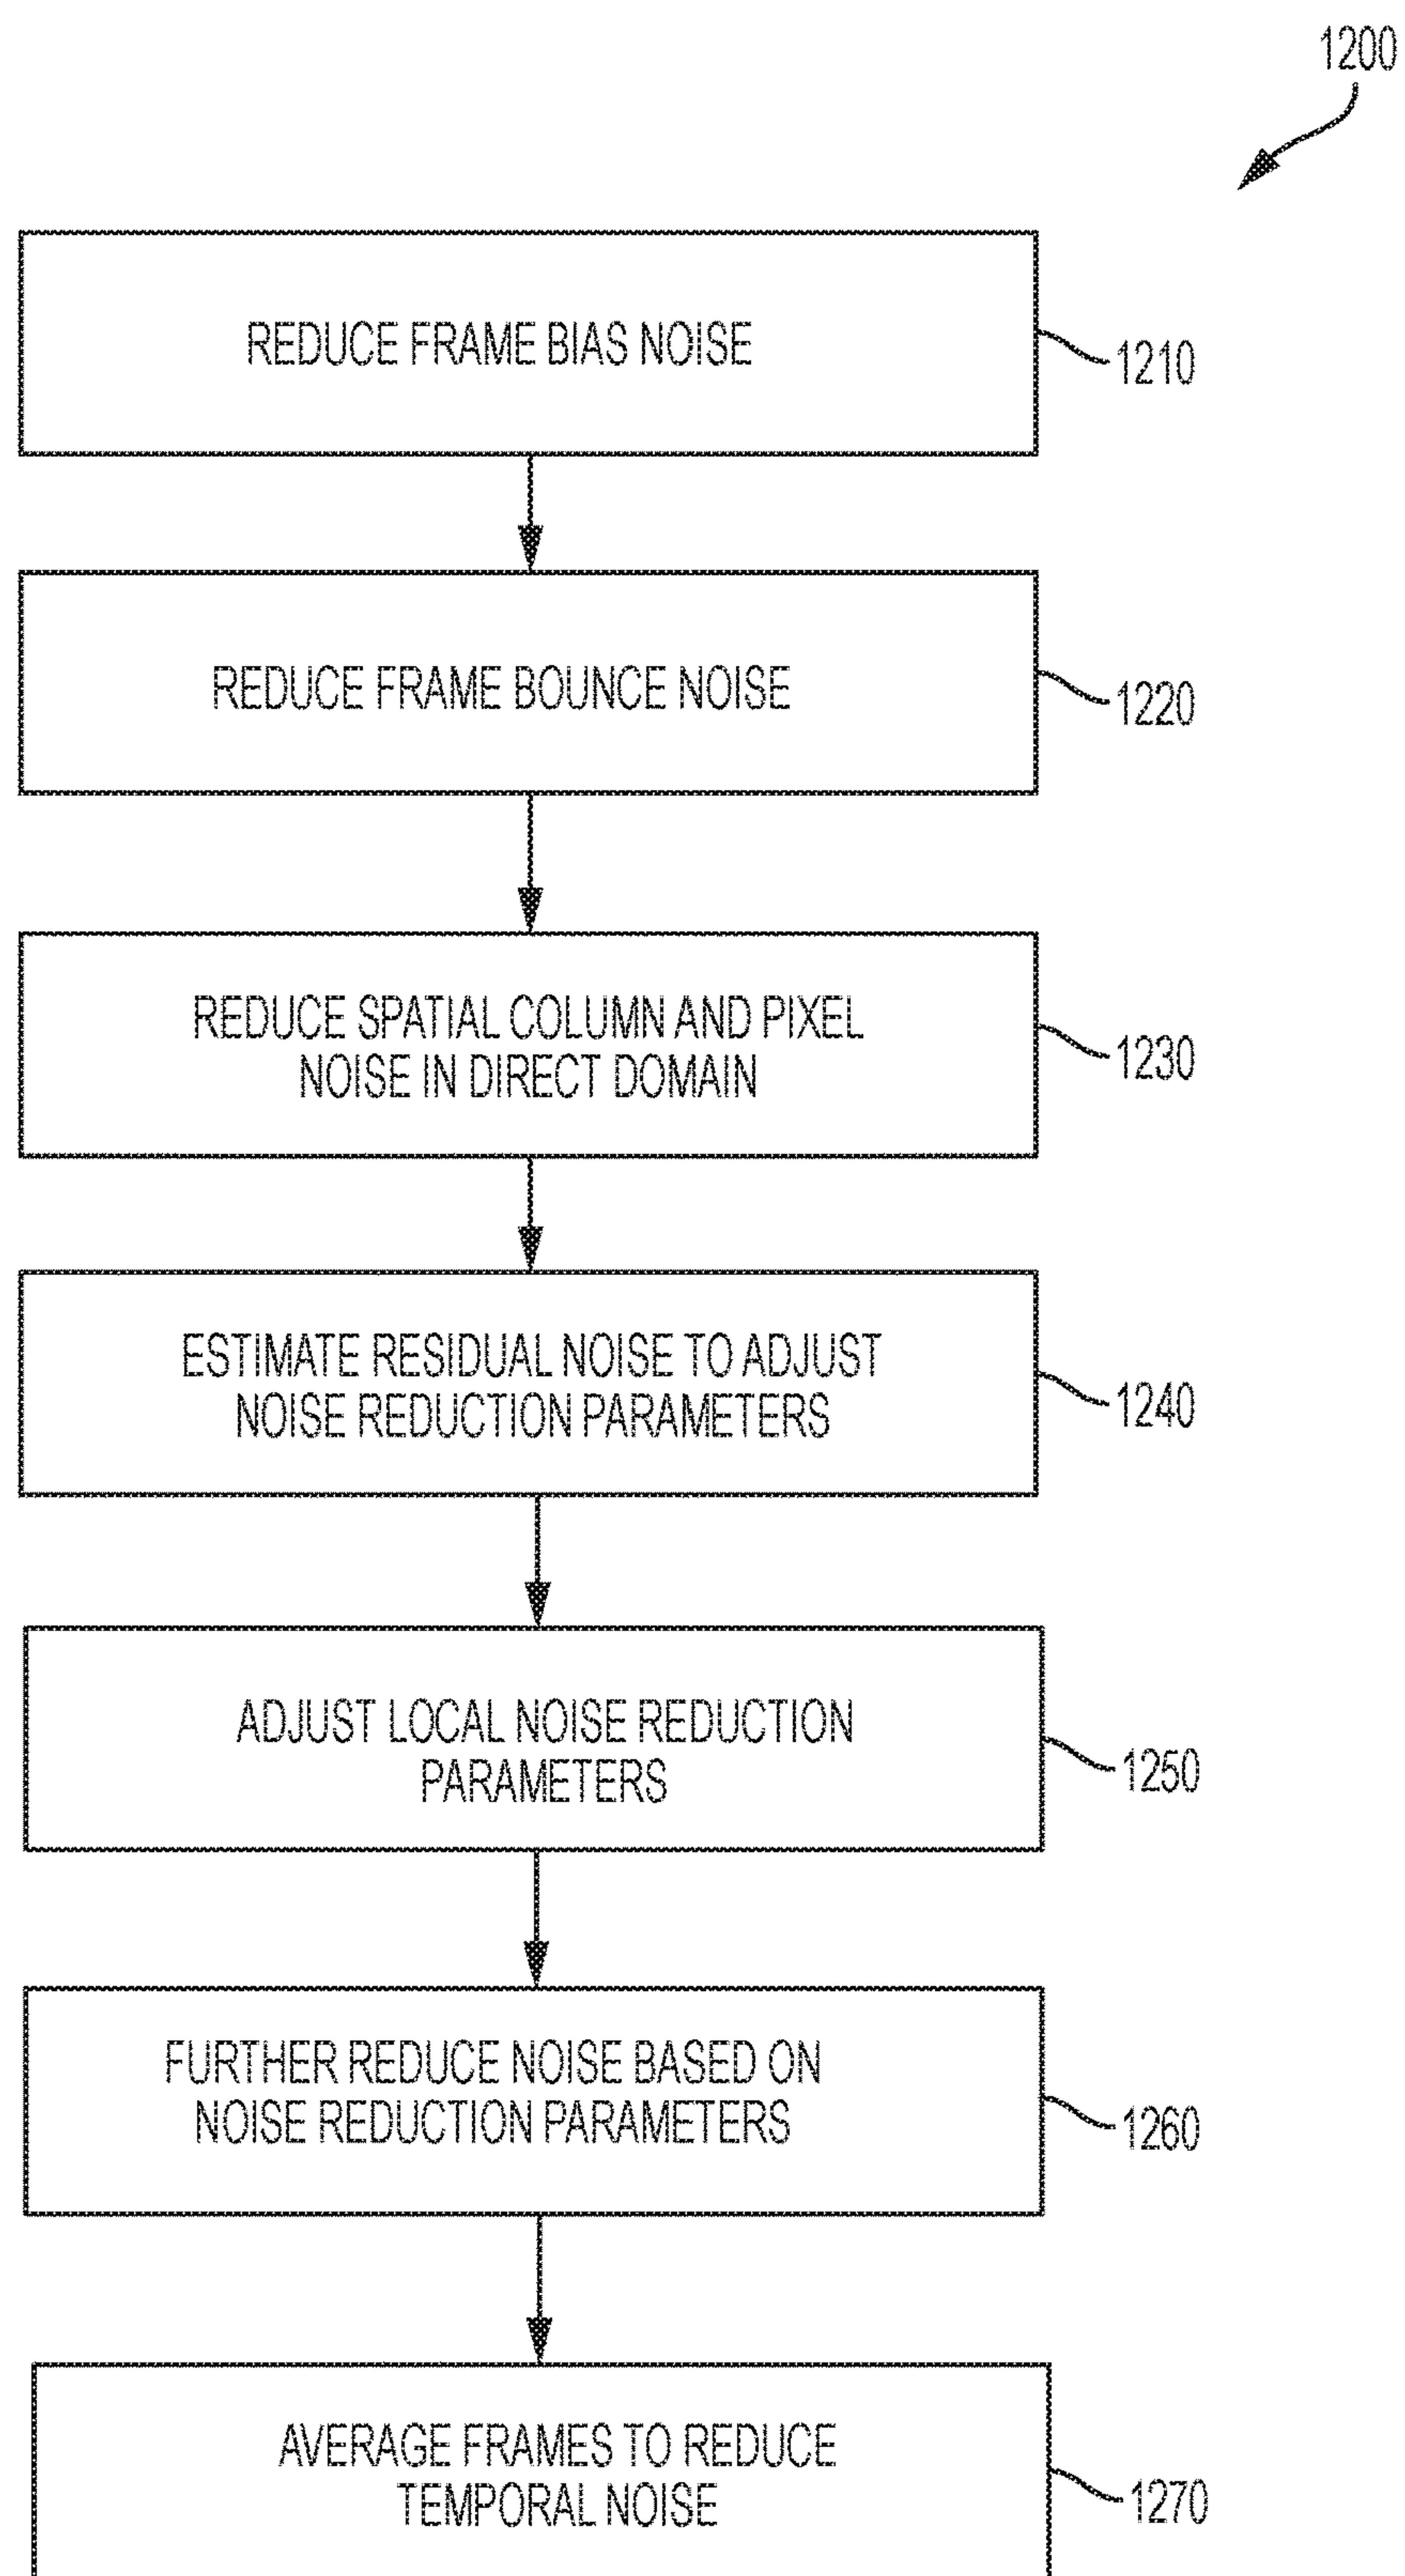 1200
REDUCE FRAME BIAS NOISE
1210
REDUCE FRAME BOUNCE NOISE
1220
REDUCE SPATIAL COLUMN AND PIXEL
NOISE IN DIRECT DOMAIN
1230
ESTIMATE RESIDUAL NOISE TO ADJUST
NOISE REDUCTION PARAMETERS
1240
ADJUST LOCAL NOISE REDUCTION
PARAMETERS
1250
FURTHER REDUCE NOISE BASED ON
NOISE REDUCTION PARAMETERS
1260
AVERAGE FRAMES TO REDUCE
TEMPORAL NOISE
1270